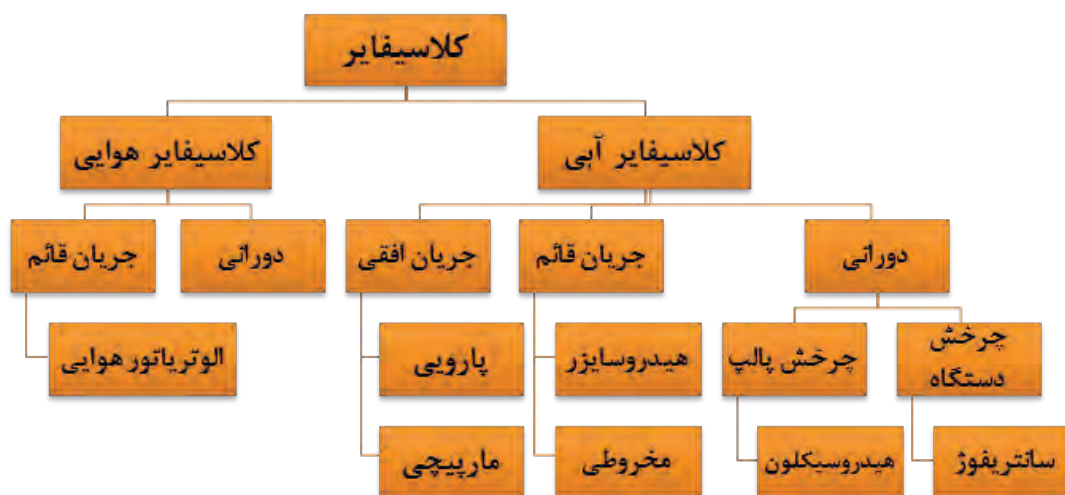 کلاسیفایر
کلاسیفایر آبی
کلاسیفایر هوایی
دورانی
جریان قائم
جریان افقی
دورانی
جریان قائم
چرخش
دستگاه
چرخش پالپ
هیدروسایزر
پارویی
الوتریاتور هوایی
سانتریفوژ
هیدروسیکلون
مخروطی
مارپیچی